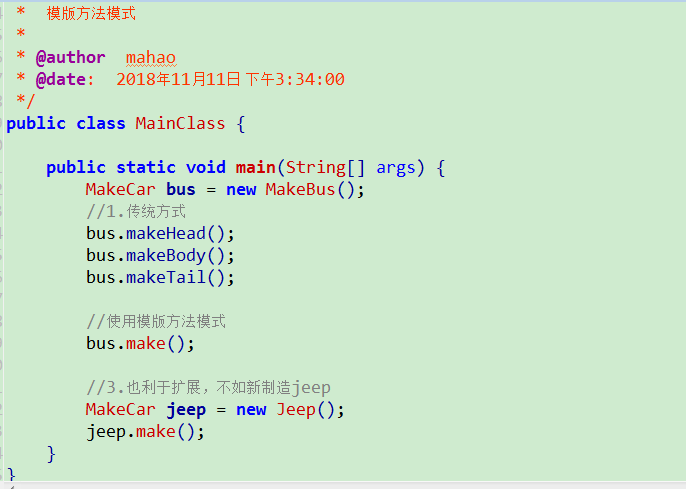 * 模版方法模式
*
* @author mahao
* @date: 2018年11月11日 下午3:34:00
*/
public class MainClass {
public static void main(String[] args) {
MakeCar bus = new MakeBus();
//1.传统方式
bus.makeHead();
bus.makeBody();
bus.makeTail();
//使用模版方法模式
bus.make();
//3.也利于扩展，不如新制造jeep
MakeCar jeep = new Jeep();
jeep.make();
}
}